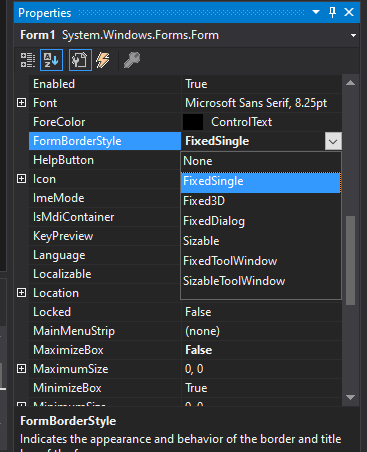 Properties
Form1 System.Windows.Forms.Form
Enabled True
Font Microsoft Sans Serif, 8.25pt
ForeColor ControlText
FormBorderStyle FixedSingle
HelpButton None
Icon FixedSingle
ImeMode Fixed3D
IsMdiContainer FixedDialog
KeyPreview Sizable
Language FixedToolWindow
Localizable SizableToolWindow
Location
Locked False
MainMenuStrip (none)
MaximizeBox False
MaximumSize 0, 0
MinimizeBox True
MinimumSize 0, 0
FormBorderStyle
Indicates the appearance and behavior of the border and title